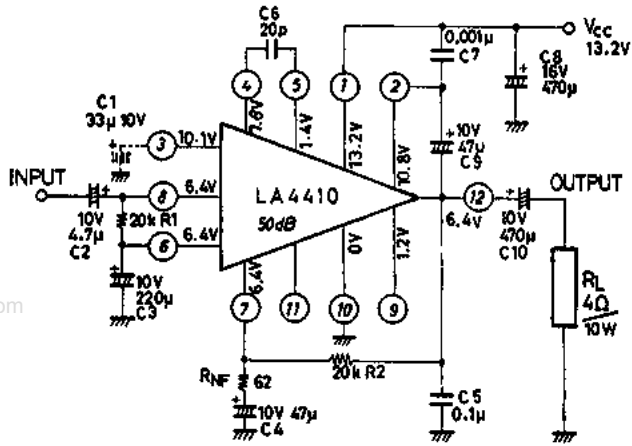 C6
20p
0.001μ
C7
Vcc
13.2V
C8
16V
470μ
4
5
1
2
C1
33μ 10V
7.8V
1.4V
13.2V
10.8V
10V
47μ
C9
3
10.1V
INPUT
8
6.4V
LA4410
50dB
12
6.4V
OUTPUT
10V
4.7μ
C2
20k R1
6
6.4V
10V
470μ
C10
10V
220μ
C3
6.4V
0V
1.2V
RL
4Ω
10W
7
11
10
9
20k R2
RNF
62
10V 47μ
C4
C5
0.1μ
om